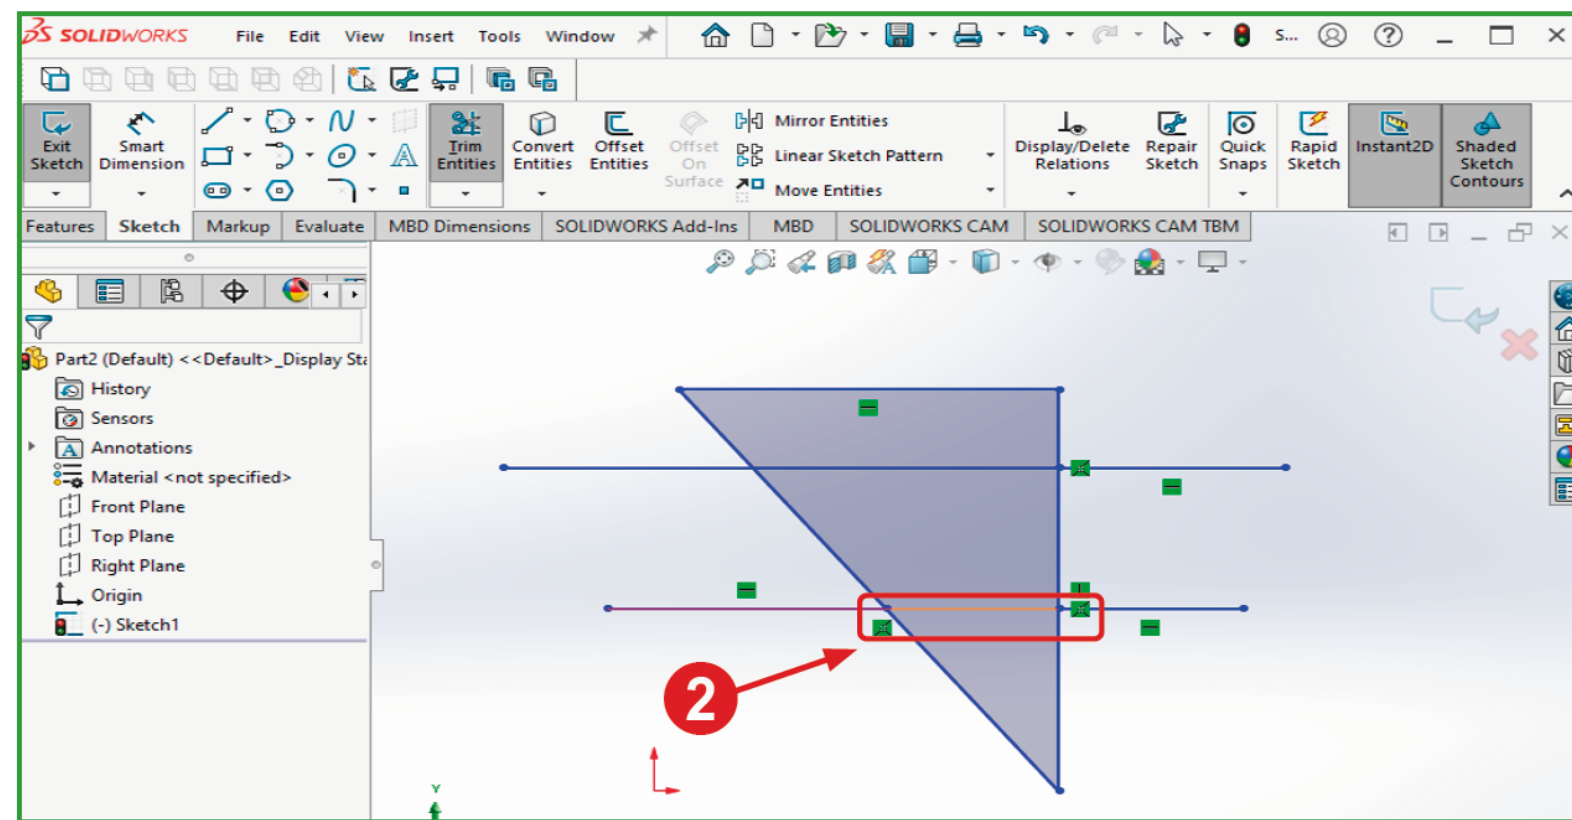 SOLIDWORKS File Edit View Insert Tools Window S... ?
Exit Sketch
Smart Dimension
Trim Entities
Convert Entities
Offset Entities
Offset On Surface
Mirror Entities
Linear Sketch Pattern
Move Entities
Display/Delete Relations
Repair Sketch
Quick Snaps
Rapid Sketch
Instant2D
Shaded Sketch Contours
Features Sketch Markup Evaluate MBD Dimensions SOLIDWORKS Add-Ins MBD SOLIDWORKS CAM SOLIDWORKS CAM TBM
Part2 (Default) <<Default>_Display Sta
History
Sensors
A Annotations
Material <not specified>
Front Plane
Top Plane
Right Plane
Origin
(-) Sketch1
2
Y